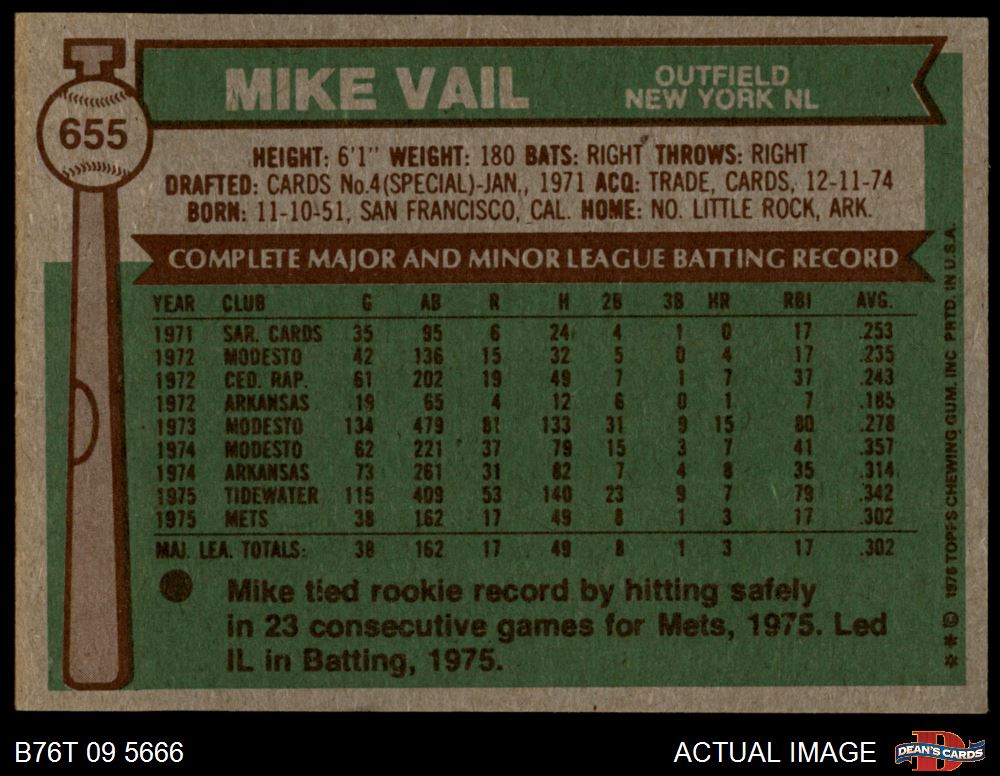 655
MIKE VAIL
OUTFIELD
NEW YORK NL
HEIGHT: 6'1" WEIGHT: 180 BATS: RIGHT THROWS: RIGHT
DRAFTED: CARDS No.4(SPECIAL)-JAN., 1971 ACQ: TRADE, CARDS, 12-11-74
BORN: 11-10-51, SAN FRANCISCO, CAL. HOME: NO. LITTLE ROCK, ARK.
COMPLETE MAJOR AND MINOR LEAGUE BATTING RECORD
YEAR CLUB G AB R H 2B 3B HR RBI AVG.
1971 SAR. CARDS 35 95 6 24 4 1 0 17 .253
1972 MODESTO 42 136 15 32 5 0 4 17 .235
1972 CED. RAP. 61 202 19 49 7 1 7 37 .243
1972 ARKANSAS 19 65 4 12 6 0 1 7 .185
1973 MODESTO 134 479 81 133 31 9 15 80 .278
1974 MODESTO 62 221 37 79 15 3 7 41 .357
1974 ARKANSAS 73 261 31 82 7 4 8 35 .314
1975 TIDEWATER 115 409 53 140 23 9 7 79 .342
1975 METS 38 162 17 49 8 1 3 17 .302
MAJ. LEA. TOTALS: 38 162 17 49 8 1 3 17 .302
Mike tied rookie record by hitting safely
in 23 consecutive games for Mets, 1975. Led
IL in Batting, 1975.
* * © 1976 TOPPS CHEWING GUM, INC PRTD. IN U.S.A.
B76T 09 5666
ACTUAL IMAGE
DEAN'S CARDS